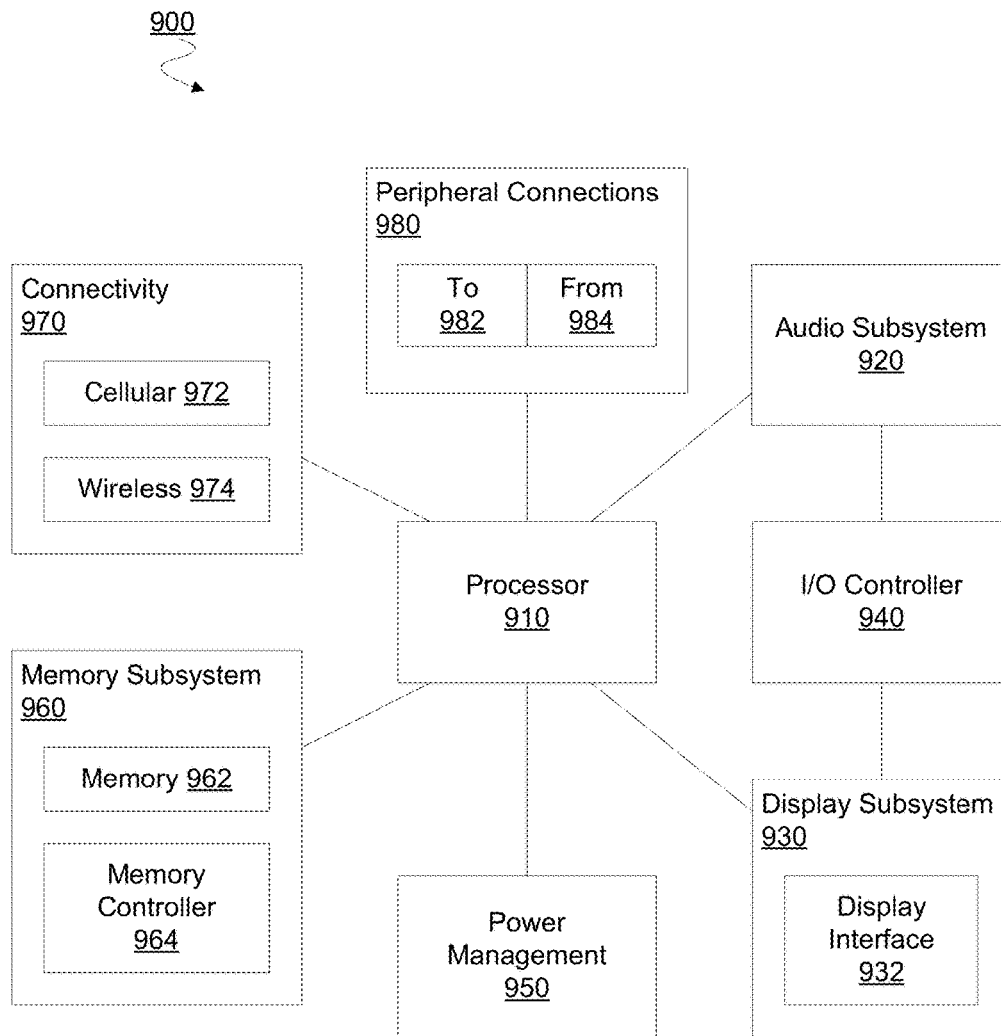 900
Peripheral Connections
980
To
982
From
984
Connectivity
970
Cellular 972
Wireless 974
Audio Subsystem
920
Processor
910
I/O Controller
940
Memory Subsystem
960
Memory 962
Memory
Controller
964
Power
Management
950
Display Subsystem
930
Display
Interface
932